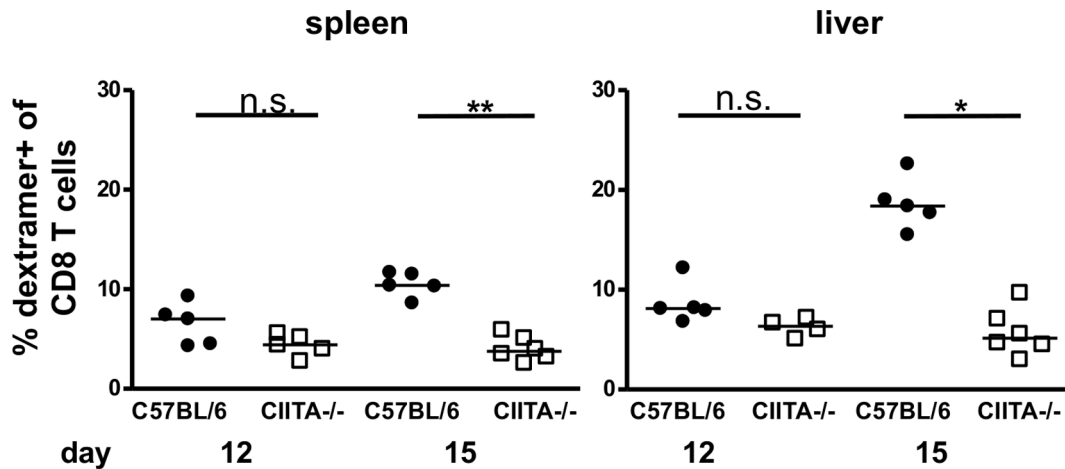 spleen
liver
% dextramer+ of
CD8 T cells
30
20
10
0
n.s.
**
C57BL/6 CIITA-/- C57BL/6 CIITA-/-
30
20
10
0
n.s.
*
C57BL/6 CIITA-/- C57BL/6 CIITA-/-
day 12 15 12 15